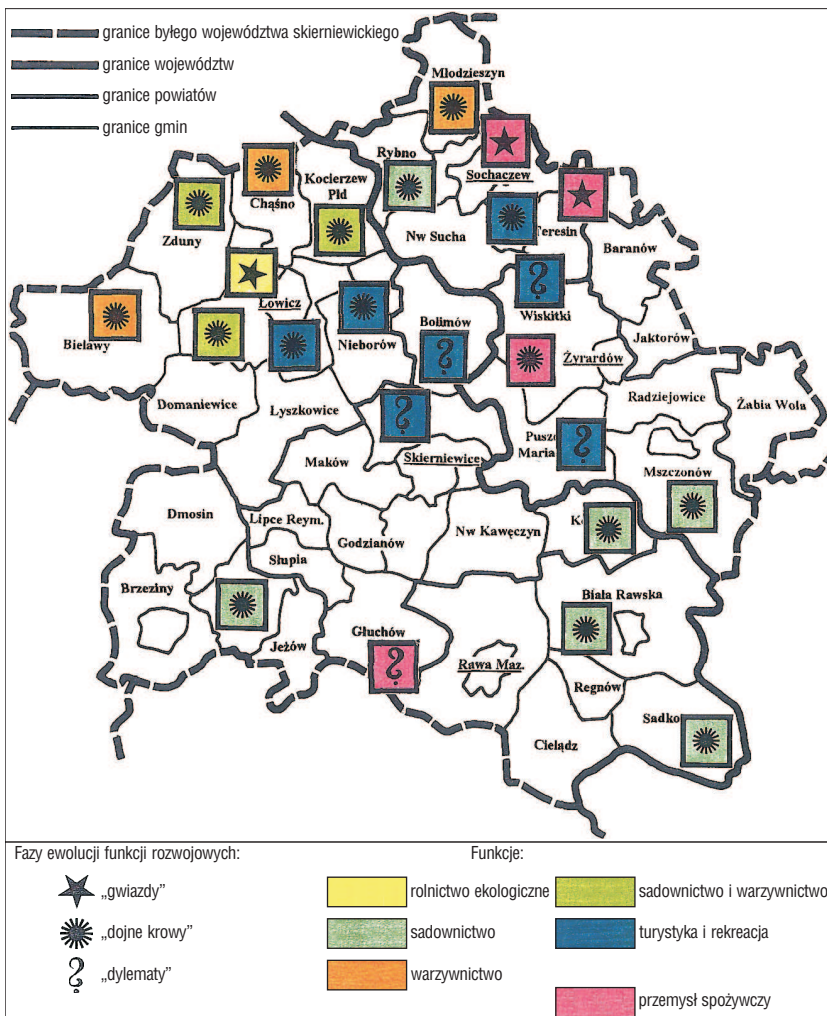 granice byłego województwa skierniewickiego
granice województw
granice powiatów
granice gmin
Młodzieszyn
Rybno
Sochaczew
Kocierzew
Płd
Chąśno
Zduny
Nw Sucha
Teresin
Baranów
Łowicz
Wiskitki
Bielawy
Nieborów
Bolimów
Jaktorów
Żyrardów
Domaniewice
Łyszkowice
Radziejowice
Żabia Wola
Skierniewice
Maków
Mszczonów
Dmosin
Lipce Reym.
Godzianów
Nw Kawęczyn
Słupia
Brzeziny
Biała Rawska
Jeżów
Głuchów
Rawa Maz.
Regnów
Sadko
Cielądz
Fazy ewolucji funkcji rozwojowych:
Funkcje:
„gwiazdy”
„dojne krowy”
„dylematy”
rolnictwo ekologiczne
sadownictwo
warzywnictwo
sadownictwo i warzywnictwo
turystyka i rekreacja
przemysł spożywczy